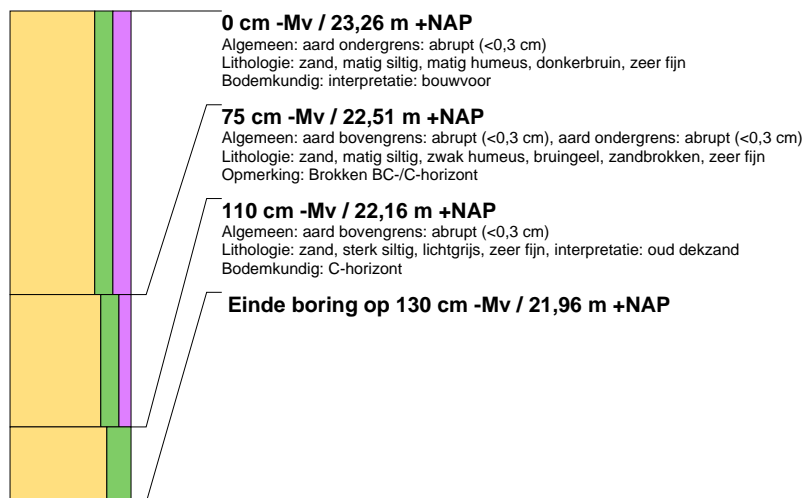 0 cm -Mv / 23,26 m +NAP
Algemeen: aard ondergrens: abrupt (<0,3 cm)
Lithologie: zand, matig siltig, matig humeus, donkerbruin, zeer fijn
Bodemkundig: interpretatie: bouwvoor
75 cm -Mv / 22,51 m +NAP
Algemeen: aard bovengrens: abrupt (<0,3 cm), aard ondergrens: abrupt (<0,3 cm)
Lithologie: zand, matig siltig, zwak humeus, bruingeel, zandbrokken, zeer fijn
Opmerking: Brokken BC-/C-horizont
110 cm -Mv / 22,16 m +NAP
Algemeen: aard bovengrens: abrupt (<0,3 cm)
Lithologie: zand, sterk siltig, lichtgrijs, zeer fijn, interpretatie: oud dekzand
Bodemkundig: C-horizont
Einde boring op 130 cm -Mv / 21,96 m +NAP